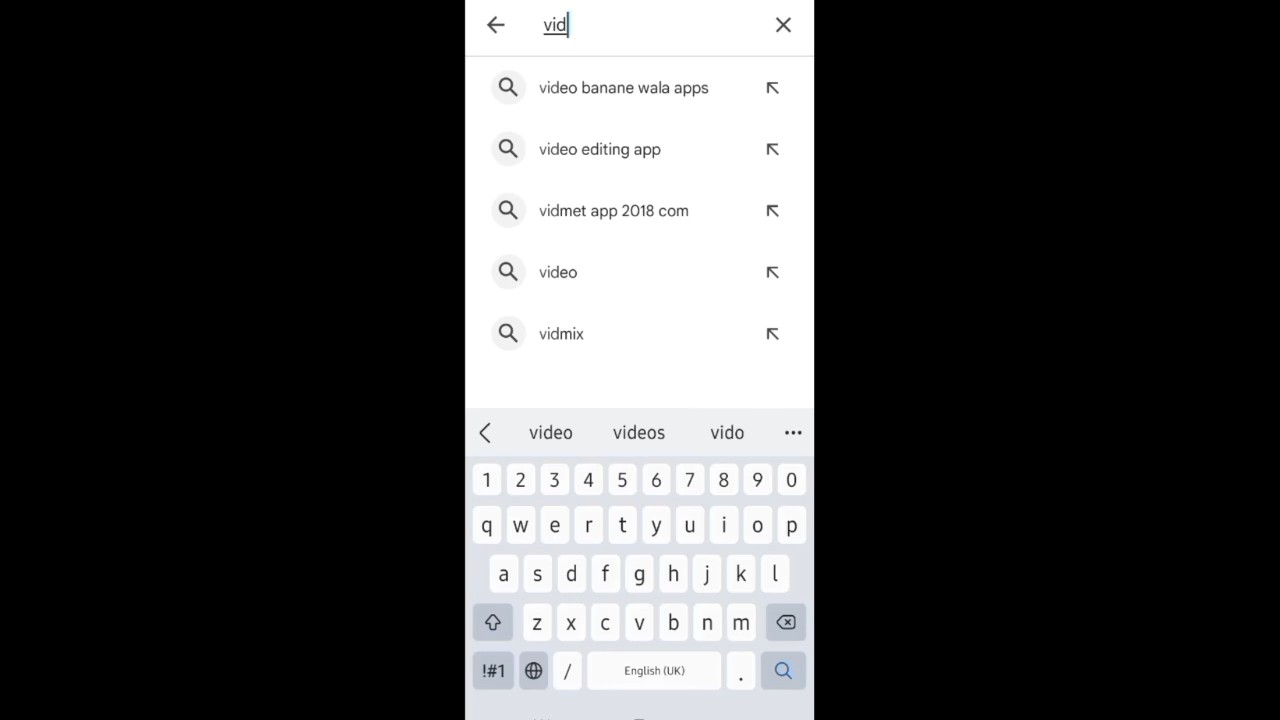 vid
video banane wala apps
video editing app
vidmet app 2018 com
video
vidmix
video videos vido
1 2 3 4 5 6 7 8 9 0
q w e r t y u i o p
a s d f g h j k l
z x c v b n m
!#1 / English (UK) .